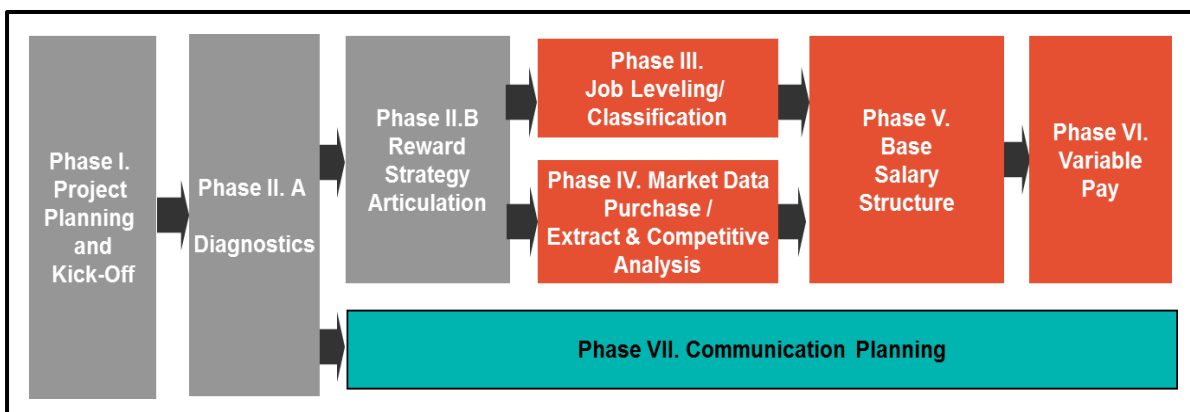 Phase I.
Project
Planning
and
Kick-Off
Phase II. A
Diagnostics
Phase II.B
Reward
Strategy
Articulation
Phase III.
Job Leveling/
Classification
Phase IV. Market Data
Purchase /
Extract & Competitive
Analysis
Phase V.
Base
Salary
Structure
Phase VI.
Variable
Pay
Phase VII. Communication Planning